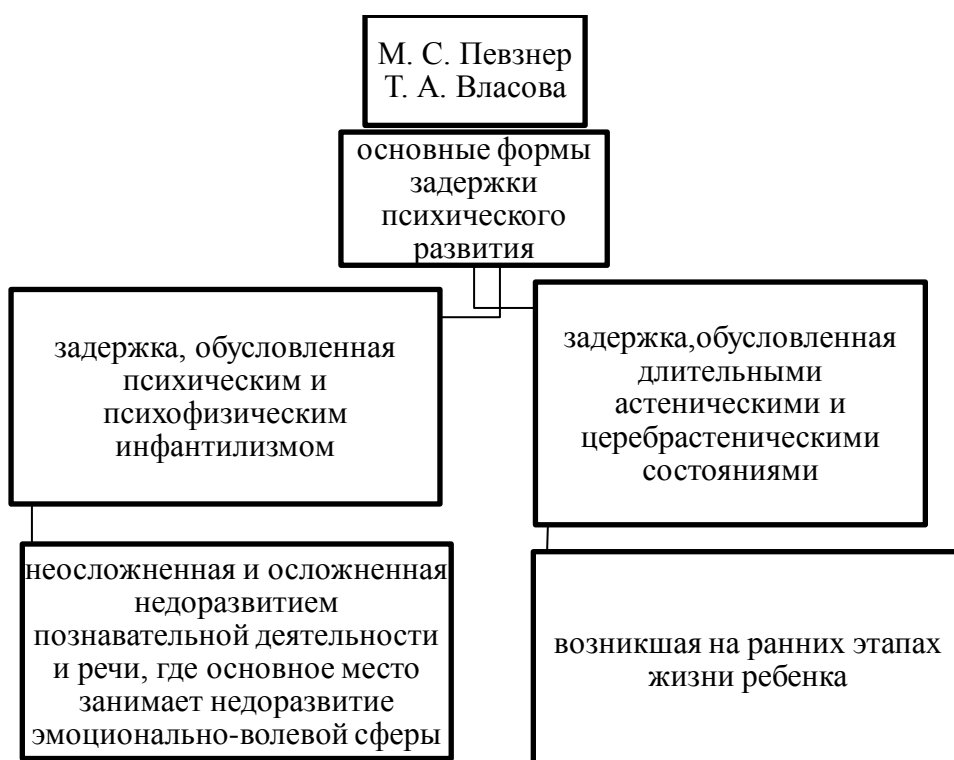 М. С. Певзнер
Т. А. Власова
основные формы
задержки
психического
развития
задержка, обусловленная
психическим и
психофизическим
инфантилизмом
задержка,обусловленная
длительными
астеническими и
церебрастеническими
состояниями
неосложненная и осложненная
недоразвитием
познавательной деятельности
и речи, где основное место
занимает недоразвитие
эмоционально-волевой сферы
возникшая на ранних этапах
жизни ребенка